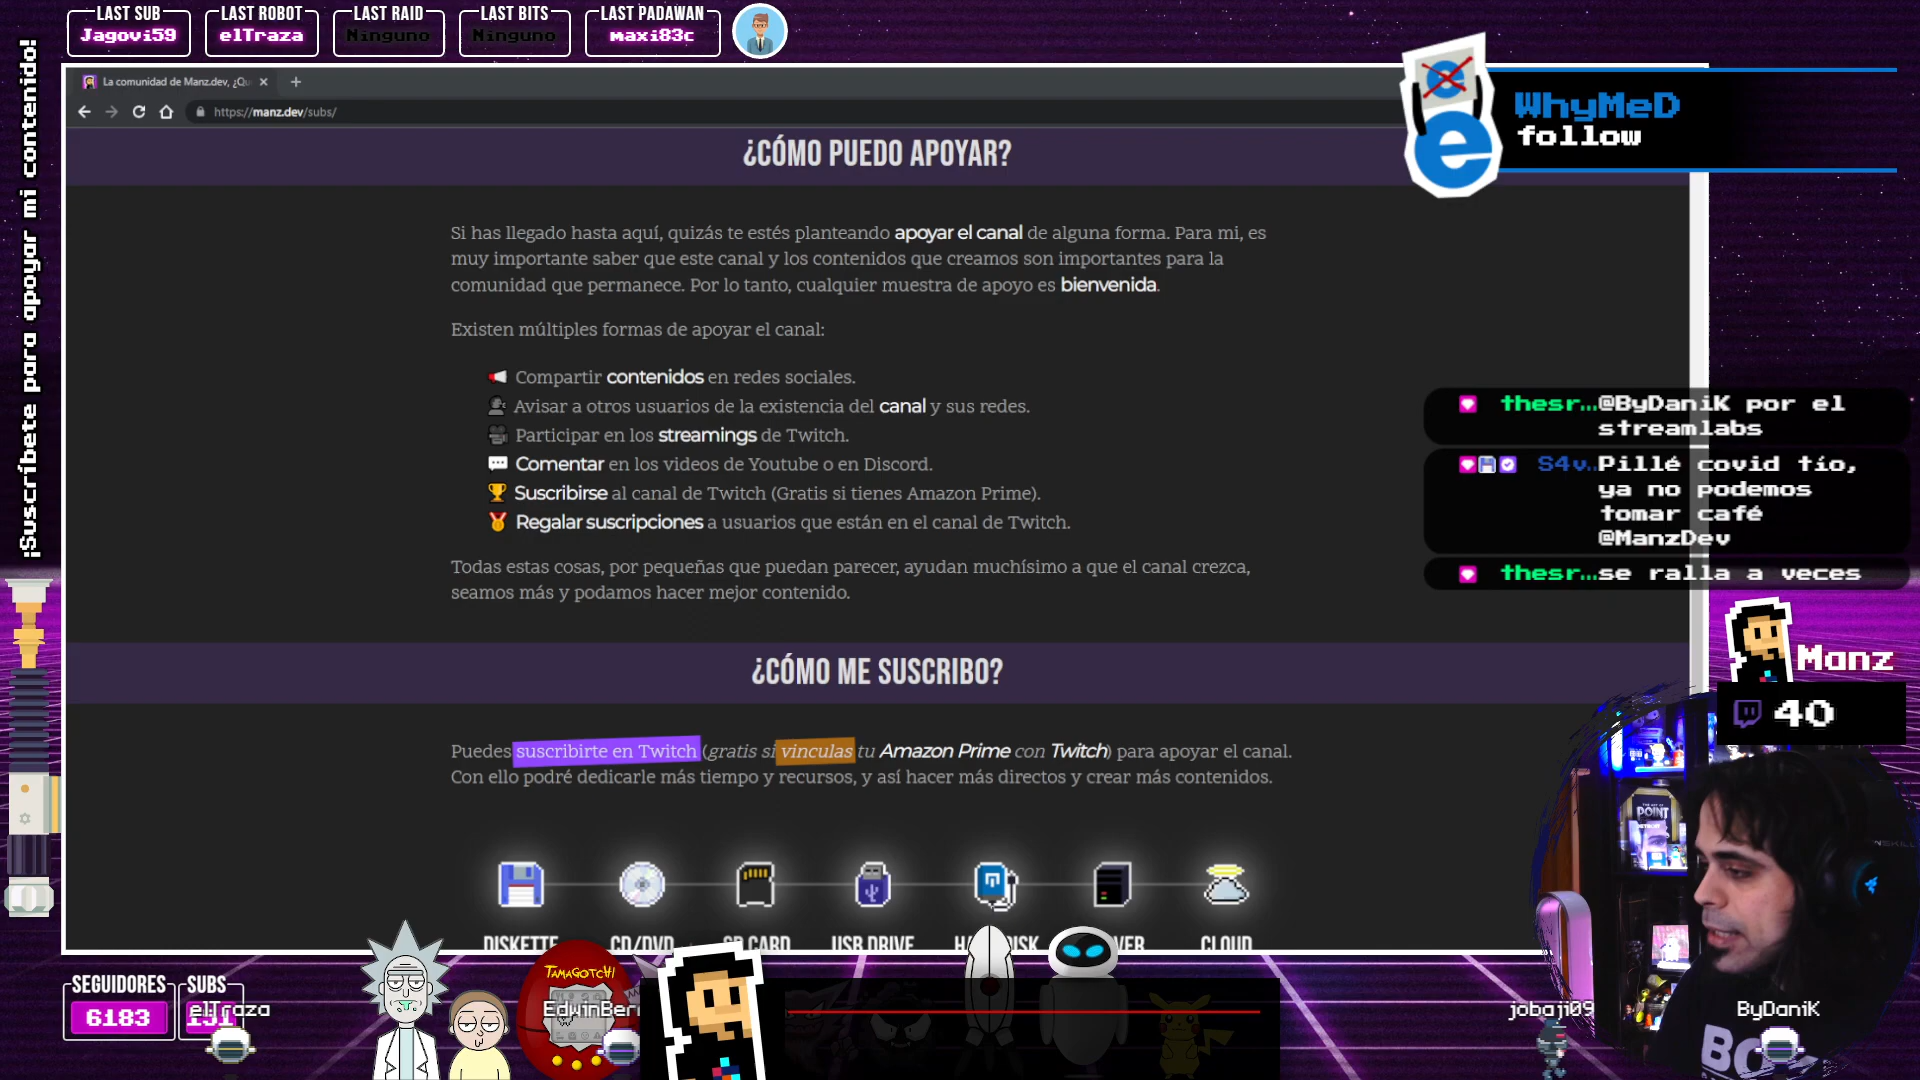 LAST SUB
Jagovi59
LAST ROBOT
elTraza
LAST RAID
Ninguno
LAST BITS
Ninguno
LAST PADAWAN
maxi83c
¡Suscríbete para apoyar mi contenido!
La comunidad de Manz.dev, ¿Qu
https://manz.dev/subs/
WhyMeD
follow
¿CÓMO PUEDO APOYAR?
Si has llegado hasta aquí, quizás te estés planteando apoyar el canal de alguna forma. Para mi, es
muy importante saber que este canal y los contenidos que creamos son importantes para la
comunidad que permanece. Por lo tanto, cualquier muestra de apoyo es bienvenida.
Existen múltiples formas de apoyar el canal:
Compartir contenidos en redes sociales.
Avisar a otros usuarios de la existencia del canal y sus redes.
Participar en los streamings de Twitch.
Comentar en los videos de Youtube o en Discord.
Suscribirse al canal de Twitch (Gratis si tienes Amazon Prime).
Regalar suscripciones a usuarios que están en el canal de Twitch.
Todas estas cosas, por pequeñas que puedan parecer, ayudan muchísimo a que el canal crezca,
seamos más y podamos hacer mejor contenido.
thesr...@ByDaniK por el
streamlabs
S4v..Pillé covid tío,
ya no podemos
tomar café
@ManzDev
thesr...se ralla a veces
Manz
40
¿CÓMO ME SUSCRIBO?
Puedes suscribirte en Twitch (gratis si vinculas tu Amazon Prime con Twitch) para apoyar el canal.
Con ello podré dedicarle más tiempo y recursos, y así hacer más directos y crear más contenidos.
DISKETTE
CD/DVD
SD CARD
USB DRIVE
CLOUD
POINT
SEGUIDORES
6183
SUBS
elTraza
TAMAGOTCHI
EdwinBer
jobaji09
ByDaniK